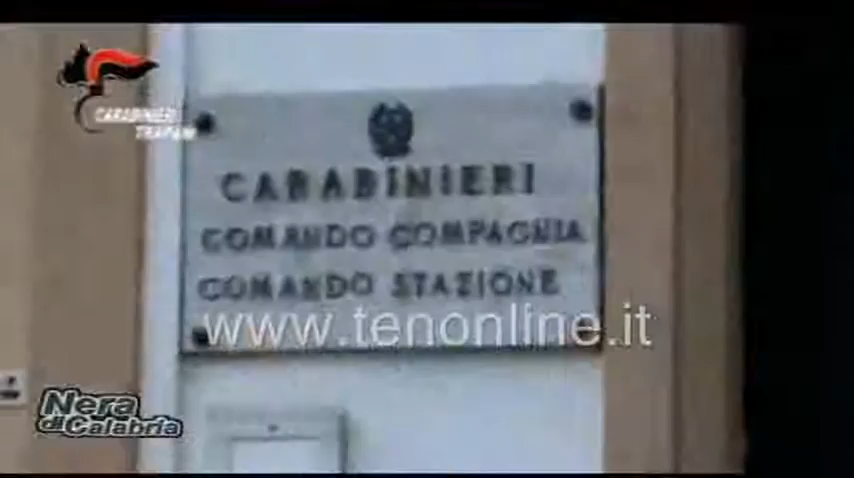 CARABINIERI
TRAPANI
CARABINIERI
COMANDO COMPAGNIA
COMANDO STAZIONE
www.tenonline.it
Nera
di Calabria